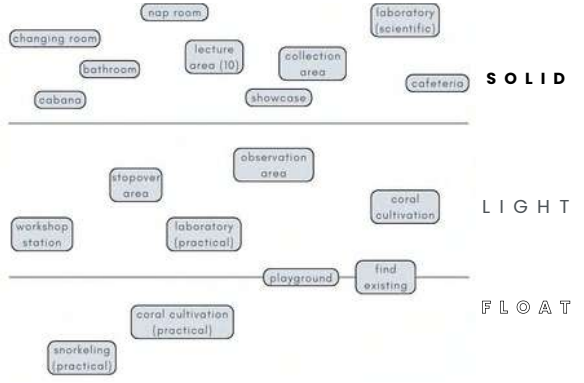 nap room
laboratory
(scientific)
changing room
lecture
area (10)
collection
area
bathroom
cafeteria
SOLID
cabana
showcase
observation
area
stopover
area
coral
cultivation
LIGHT
workshop
station
laboratory
(practical)
playground
find
existing
FLOAT
coral cultivation
(practical)
snorkeling
(practical)